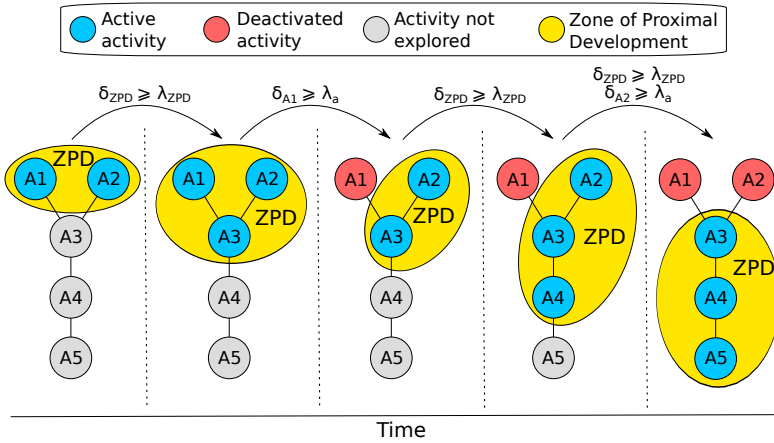 Active
activity
Deactivated
activity
Activity not
explored
Zone of Proximal
Development
δZPD ⩾ λZPD
δA1 ⩾ λa
δZPD ⩾ λZPD
δZPD ⩾ λZPD
δA2 ⩾ λa
ZPD
A1
A2
A3
A4
A5
A1
A2
A3
ZPD
A4
A5
A1
A2
ZPD
A3
A4
A5
A1
A2
A3
ZPD
A4
A5
A1
A2
A3
ZPD
A4
A5
Time